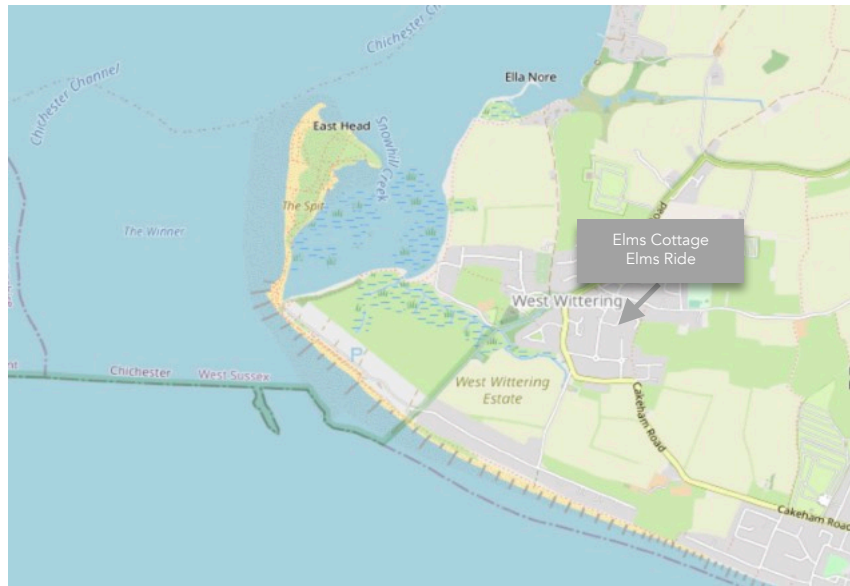 Chichester Ch
Chichester Channel
Ella Nore
East Head
Snowhill Creek
The Spit
The Winner
Elms Cottage
Elms Ride
West Wittering
P
Chichester
West Sussex
West Wittering
Estate
Cakeham Road
Cakeham Road